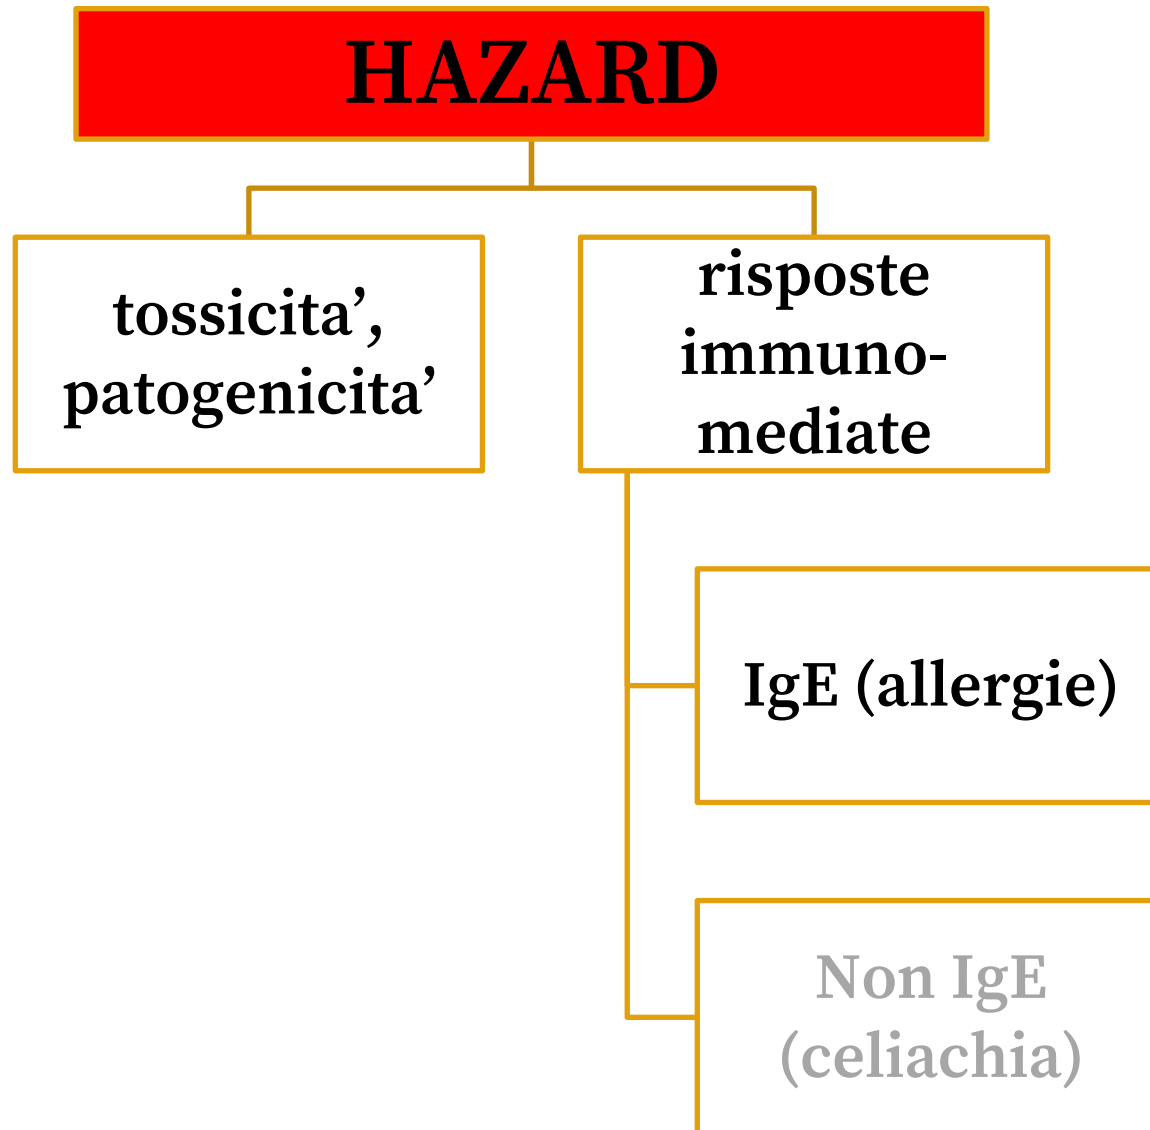 HAZARD
tossicita’,
patogenicita’
risposte
immuno-
mediate
IgE (allergie)
Non IgE
(celiachia)